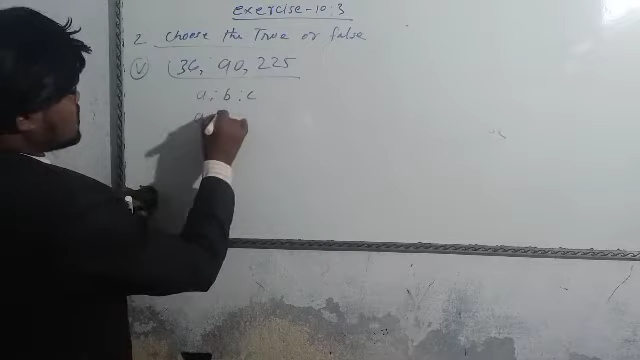 exercise-10:3
2. Choose the True or false
(V) 36, 90, 225
a : b : c